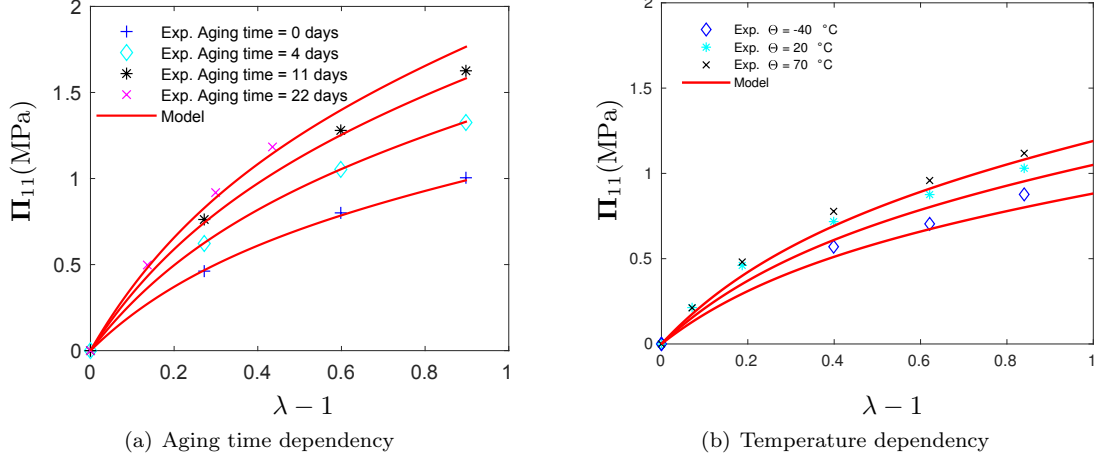 2
1.5
1
0.5
0
Π11(MPa)
Exp. Aging time = 0 days
Exp. Aging time = 4 days
Exp. Aging time = 11 days
Exp. Aging time = 22 days
Model
0 0.2 0.4 0.6 0.8 1
λ − 1
(a) Aging time dependency
2
1.5
1
0.5
0
Π11(MPa)
Exp. Θ = -40 °C
Exp. Θ = 20 °C
Exp. Θ = 70 °C
Model
0 0.2 0.4 0.6 0.8 1
λ − 1
(b) Temperature dependency